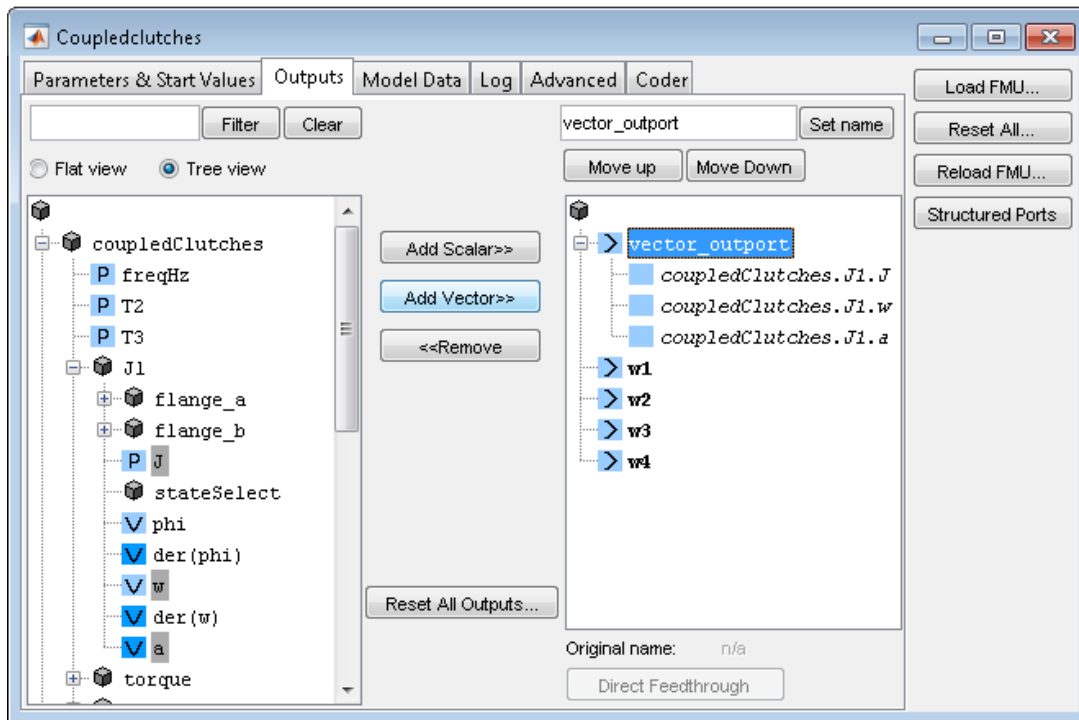 Coupledclutches
Parameters & Start Values Outputs Model Data Log Advanced Coder
Load FMU...
Reset All...
Reload FMU...
Structured Ports
Filter Clear
Flat view Tree view
coupledClutches
P freqHz
P T2
P T3
J1
flange_a
flange_b
P J
stateSelect
phi
der(phi)
w
der(w)
a
torque
Add Scalar>>
Add Vector>>
<<Remove
Reset All Outputs...
vector_outport Set name
Move up Move Down
vector_outport
coupledClutches.J1.J
coupledClutches.J1.w
coupledClutches.J1.a
w1
w2
w3
w4
Original name: n/a
Direct Feedthrough